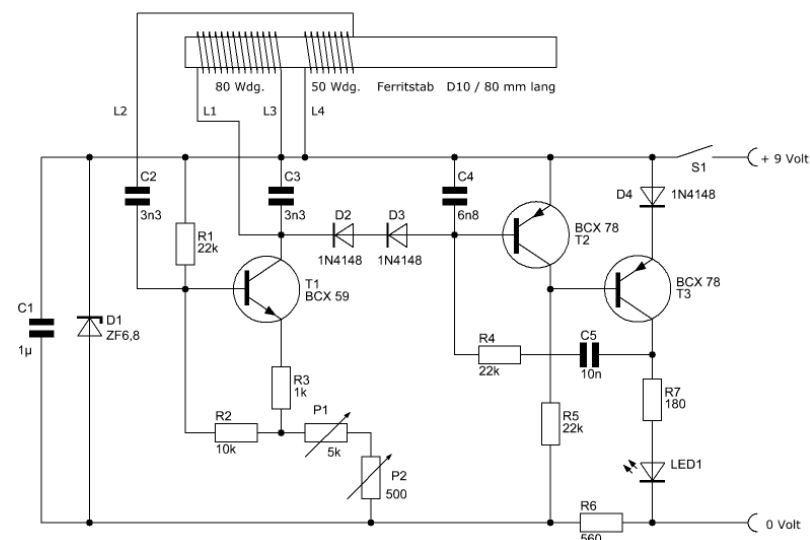 80 Wdg.
50 Wdg.
Ferritstab D10 / 80 mm lang
L2
L1
L3
L4
S1
+ 9 Volt
C2
3n3
C3
3n3
C4
6n8
D4
1N4148
R1
22k
D2
1N4148
D3
1N4148
BCX 78
T2
BCX 78
T3
T1
BCX 59
C1
1µ
D1
ZF6,8
R4
22k
C5
10n
R3
1k
R7
180
R2
10k
P1
5k
R5
22k
P2
500
LED1
R6
560
0 Volt